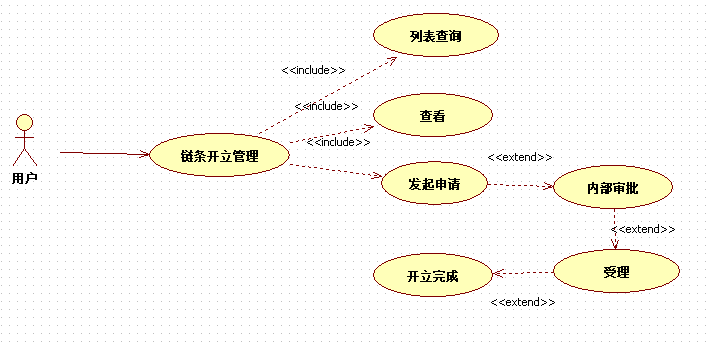 列表查询
<<include>>
<<include>>
查看
<<include>>
用户
链条开立管理
发起申请
<<extend>>
内部审批
<<extend>>
开立完成
受理
<<extend>>